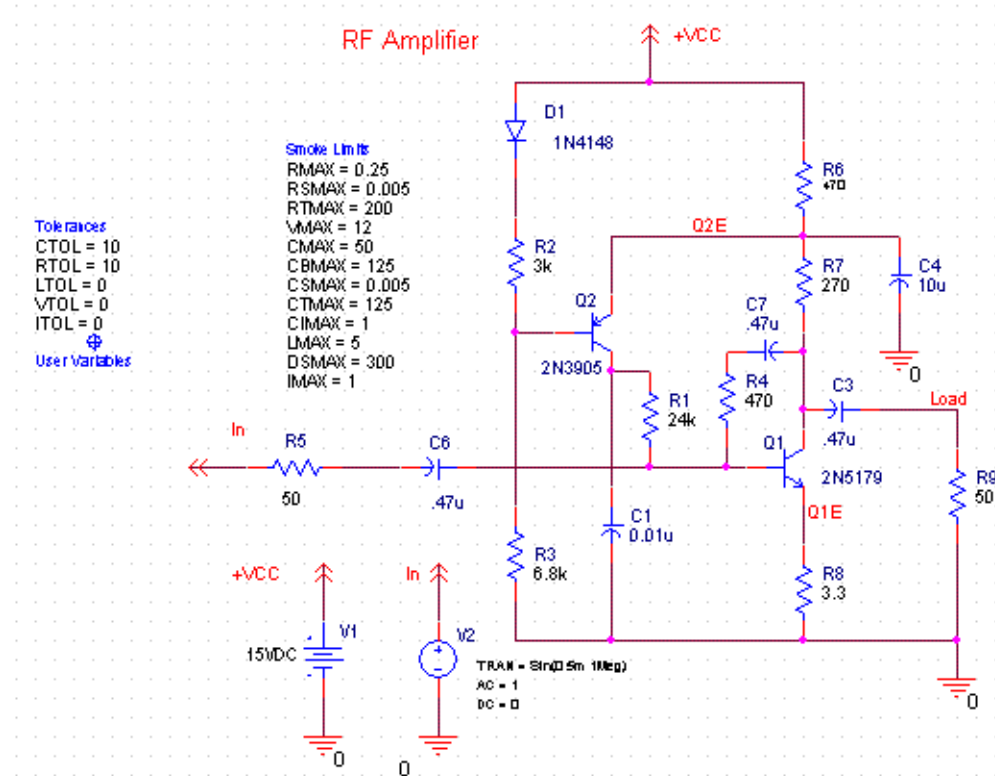 RF Amplifier
+VCC
D1
1N4148
Smoke Limits
RMAX = 0.25
RSMAX = 0.005
RTMAX = 200
VMAX = 12
CMAX = 50
CBMAX = 125
CSMAX = 0.005
CTMAX = 125
CIMAX = 1
LMAX = 5
DSMAX = 300
IMAX = 1
Tolerances
CTOL = 10
RTOL = 10
LTOL = 0
VTOL = 0
ITOL = 0
User Variables
R6
470
Q2E
R2
3k
R7
270
C4
10u
0
Q2
2N3905
C7
.47u
R4
470
R1
24k
C3
.47u
Load
In
R5
50
C6
.47u
Q1
2N5179
Q1E
R9
50
C1
0.01u
R3
6.8k
R8
3.3
0
+VCC
V1
15VDC
0
In
V2
TRAN = Sin(0 5m 1Meg)
AC = 1
DC = 0
0